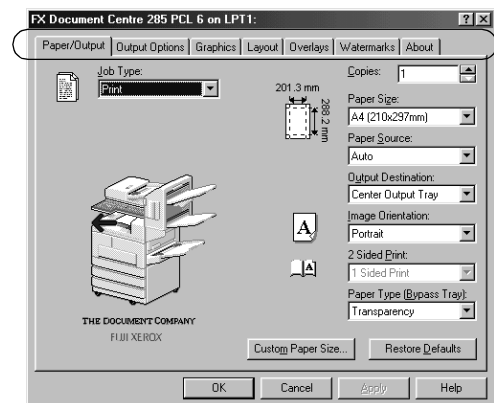 FX Document Centre 285 PCL 6 on LPT1:
Paper/Output Output Options Graphics Layout Overlays Watermarks About
Job Type:
Print
201.3 mm
288.2 mm
Copies: 1
Paper Size:
A4 (210x297mm)
Paper Source:
Auto
Output Destination:
Center Output Tray
Image Orientation:
A
Portrait
2 Sided Print:
A
1 Sided Print
Paper Type (Bypass Tray):
Transparency
THE DOCUMENT COMPANY
FUJI XEROX
Custom Paper Size... Restore Defaults
OK Cancel Apply Help